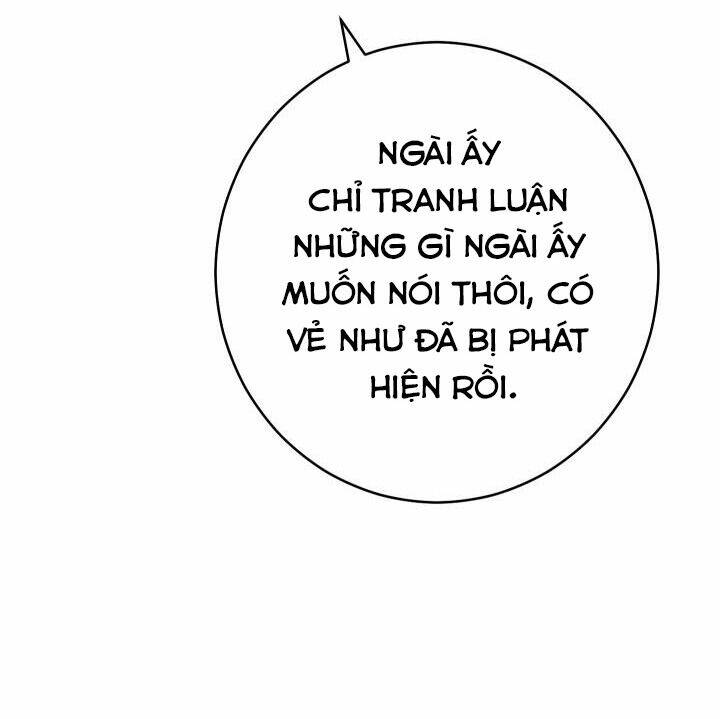 NGÀI ẤY
CHỈ TRANH LUẬN
NHỮNG GÌ NGÀI ẤY
MUỐN NÓI THÔI, CÓ
VẺ NHƯ ĐÃ BỊ PHÁT
HIỆN RỒI.